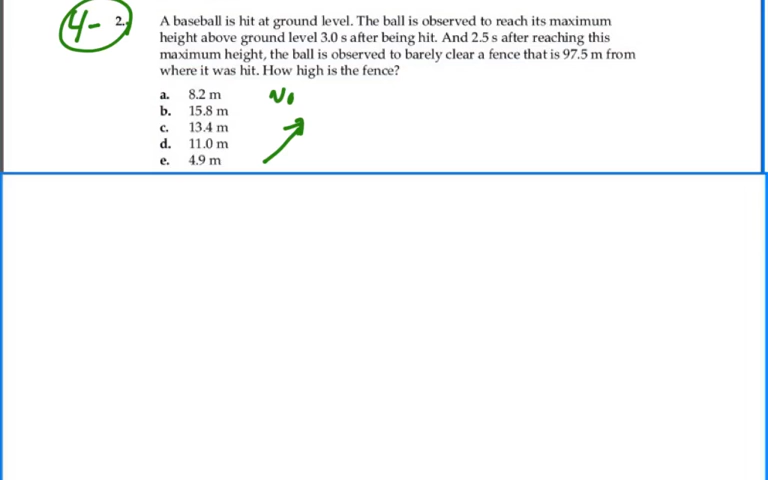 4- 2. A baseball is hit at ground level. The ball is observed to reach its maximum
height above ground level 3.0 s after being hit. And 2.5 s after reaching this
maximum height, the ball is observed to barely clear a fence that is 97.5 m from
where it was hit. How high is the fence?
a. 8.2 m
No
b. 15.8 m
c. 13.4 m
d. 11.0 m
e. 4.9 m